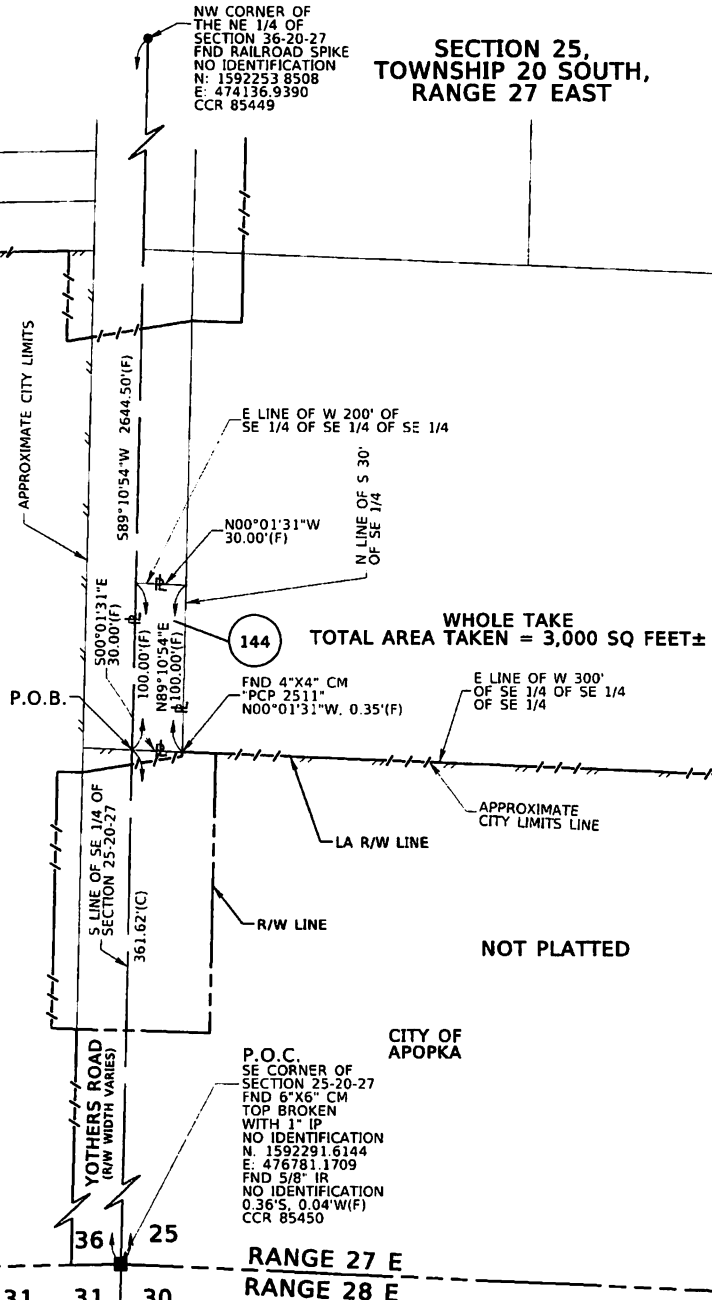 NW CORNER OF
THE NE 1/4 OF
SECTION 36-20-27
FND RAILROAD SPIKE
NO IDENTIFICATION
N: 1592253 8508
E: 474136.9390
CCR 85449
SECTION 25,
TOWNSHIP 20 SOUTH,
RANGE 27 EAST
APPROXIMATE CITY LIMITS
S89°10'54"W 2644.50'(F)
E LINE OF W 200' OF
SE 1/4 OF SE 1/4 OF SE 1/4
N LINE OF S 30'
OF SE 1/4
N00°01'31"W
30.00'(F)
S00°01'31"E
30.00'(F)
100.00'(F)
N89°10'54"E
100.00'(F)
144
WHOLE TAKE
TOTAL AREA TAKEN = 3,000 SQ FEET±
P.O.B.
FND 4"X4" CM
"PCP 2511"
N00°01'31"W, 0.35'(F)
E LINE OF W 300'
OF SE 1/4 OF SE 1/4
OF SE 1/4
APPROXIMATE
CITY LIMITS LINE
LA R/W LINE
S LINE OF SE 1/4 OF
SECTION 25-20-27
361.62'(C)
R/W LINE
NOT PLATTED
CITY OF
APOPKA
YOTHERS ROAD
(R/W WIDTH VARIES)
P.O.C.
SE CORNER OF
SECTION 25-20-27
FND 6"X6" CM
TOP BROKEN
WITH 1" IP
NO IDENTIFICATION
N. 1592291.6144
E: 476781.1709
FND 5/8" IR
NO IDENTIFICATION
0.36'S, 0.04'W(F)
CCR 85450
36 25
RANGE 27 E
31 31 30 RANGE 28 E